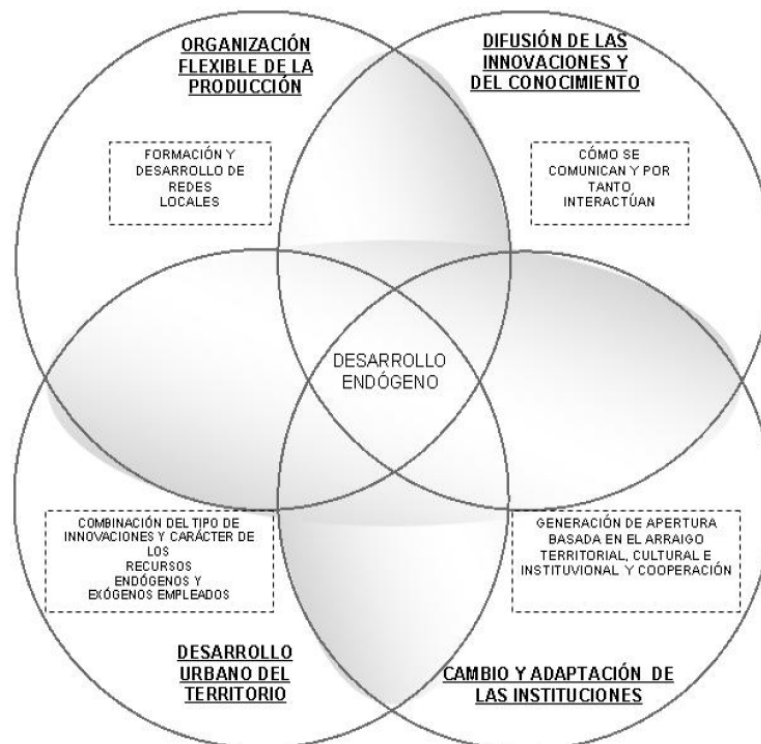 ORGANIZACIÓN
FLEXIBLE DE LA
PRODUCCIÓN
DIFUSIÓN DE LAS
INNOVACIONES Y
DEL CONOCIMIENTO
FORMACIÓN Y
DESARROLLO DE
REDES
LOCALES
CÓMO SE
COMUNICAN Y POR
TANTO
INTERACTÚAN
DESARROLLO
ENDÓGENO
COMBINACIÓN DEL TIPO DE
INNOVACIONES Y CARÁCTER DE
LOS
RECURSOS
ENDÓGENOS Y
EXÓGENOS EMPLEADOS
GENERACIÓN DE APERTURA
BASADA EN EL ARRAIGO
TERRITORIAL, CULTURAL E
INSTITUVIONAL Y COOPERACIÓN
DESARROLLO
URBANO DEL
TERRITORIO
CAMBIO Y ADAPTACIÓN DE
LAS INSTITUCIONES